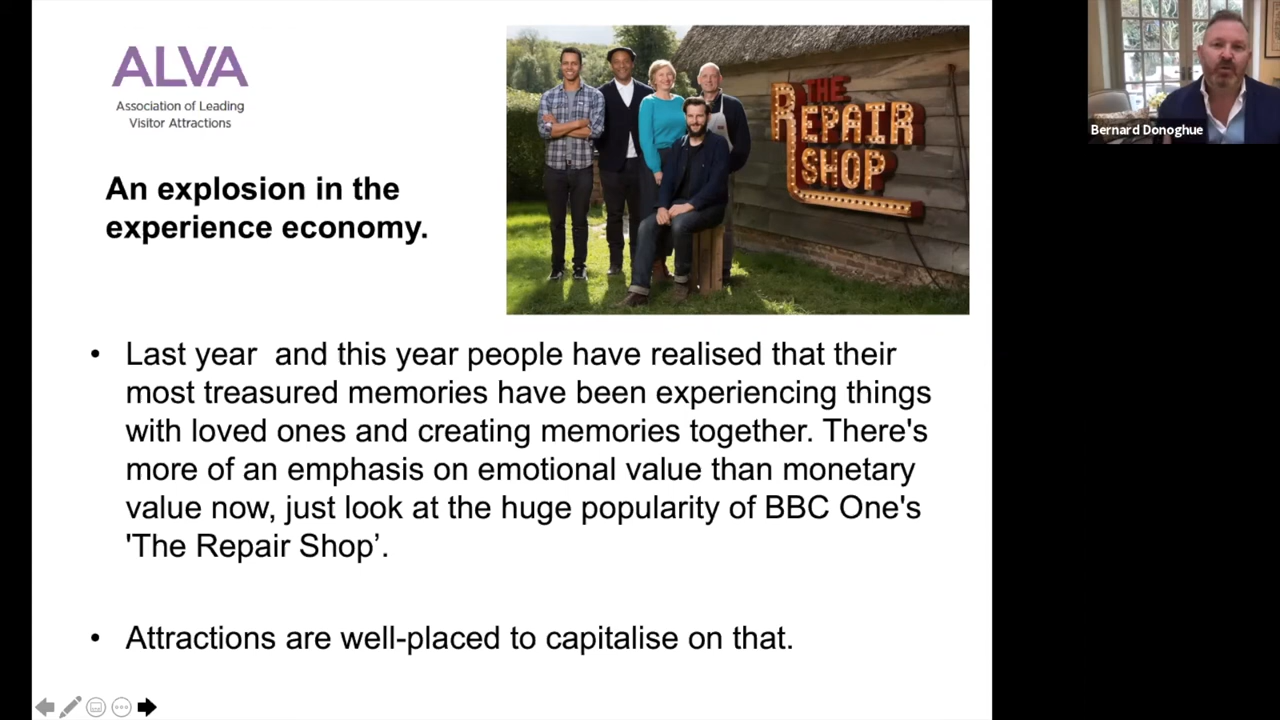 ALVA
Association of Leading
Visitor Attractions
An explosion in the
experience economy.
THE
REPAIR
SHOP
Bernard Donoghue
• Last year  and this year people have realised that their
most treasured memories have been experiencing things
with loved ones and creating memories together. There's
more of an emphasis on emotional value than monetary
value now, just look at the huge popularity of BBC One's
'The Repair Shop’.
• Attractions are well-placed to capitalise on that.